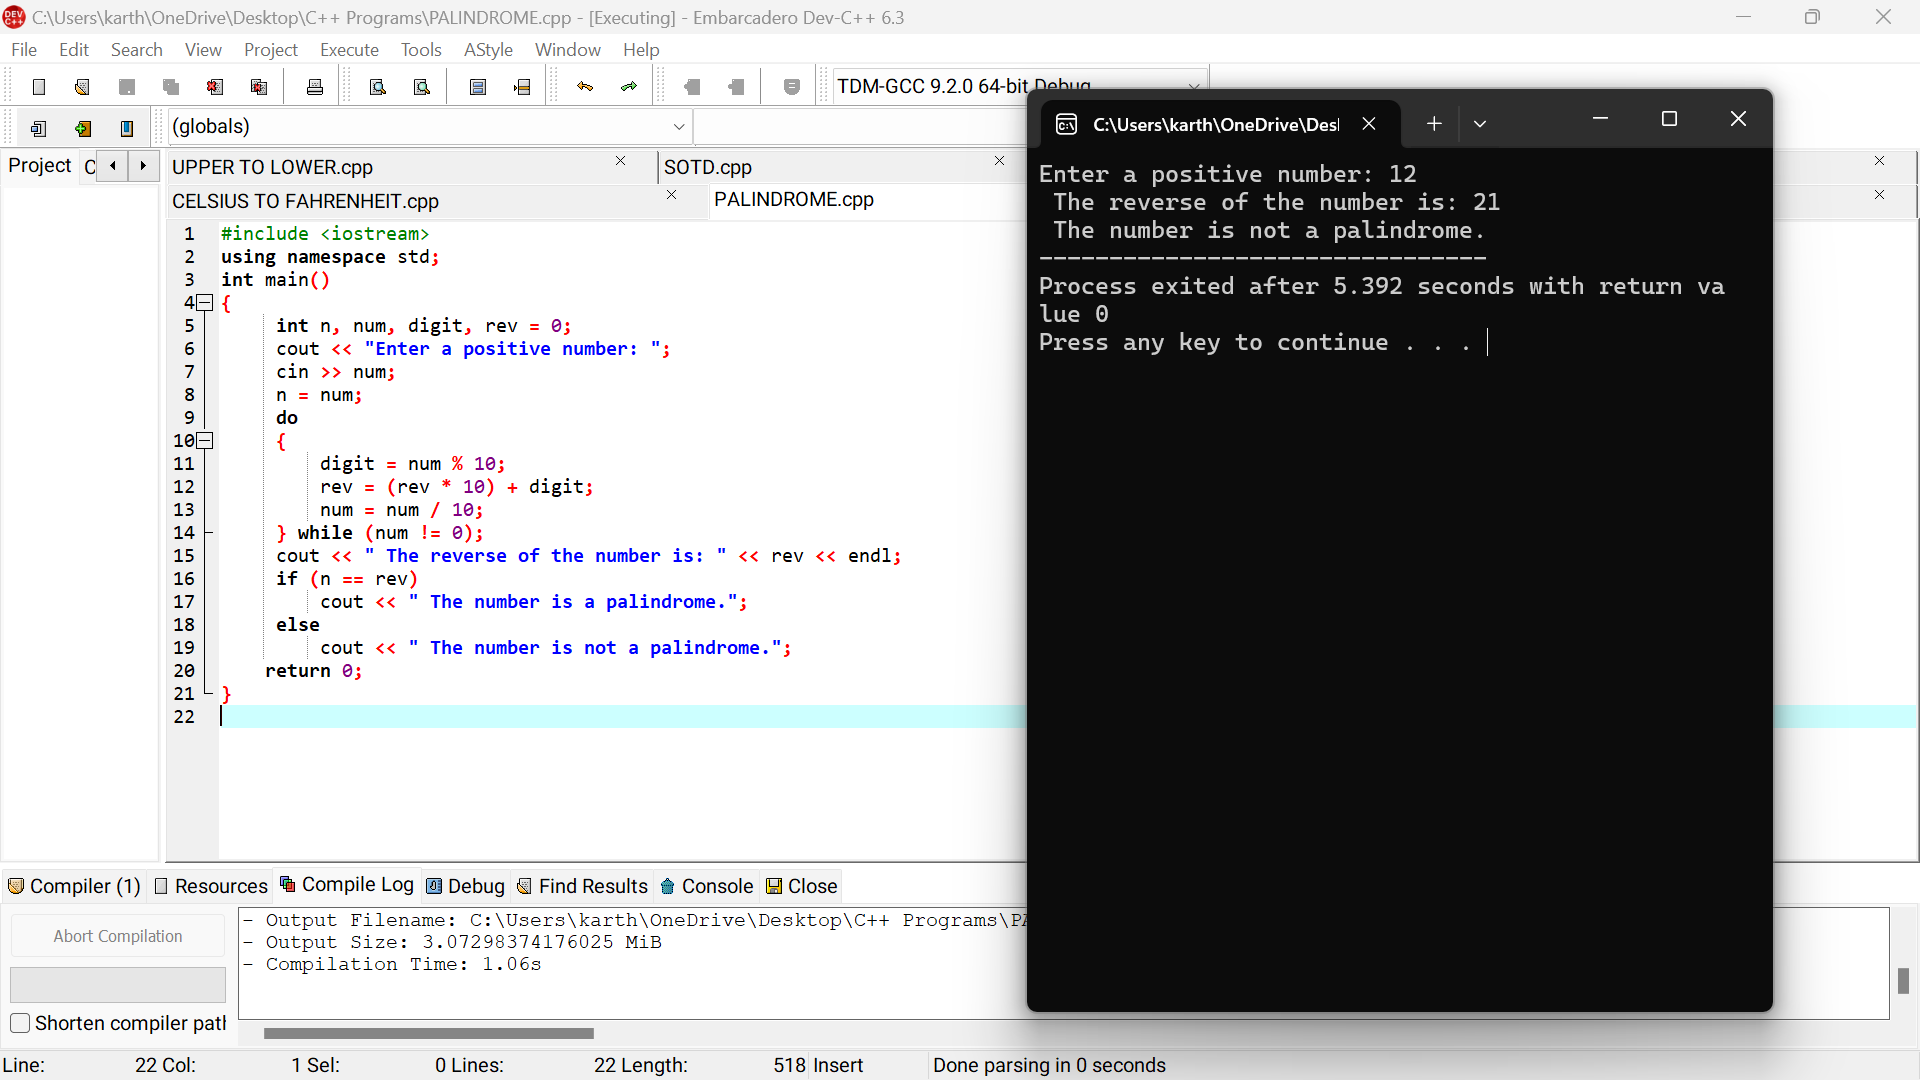 C:\Users\karth\OneDrive\Desktop\C++ Programs\PALINDROME.cpp - [Executing] - Embarcadero Dev-C++ 6.3
File Edit Search View Project Execute Tools AStyle Window Help
TDM-GCC 9.2.0 64-bit Debug
(globals)
Project C
UPPER TO LOWER.cpp
SOTD.cpp
CELSIUS TO FAHRENHEIT.cpp
PALINDROME.cpp
1 #include <iostream>
2 using namespace std;
3 int main()
4 {
5 int n, num, digit, rev = 0;
6 cout << "Enter a positive number: ";
7 cin >> num;
8 n = num;
9 do
10 {
11 digit = num % 10;
12 rev = (rev * 10) + digit;
13 num = num / 10;
14 } while (num != 0);
15 cout << " The reverse of the number is: " << rev << endl;
16 if (n == rev)
17 cout << " The number is a palindrome.";
18 else
19 cout << " The number is not a palindrome.";
20 return 0;
21 }
22
C:\Users\karth\OneDrive\Des
Enter a positive number: 12
The reverse of the number is: 21
The number is not a palindrome.
--------------------------------
Process exited after 5.392 seconds with return va
lue 0
Press any key to continue . . .
Compiler (1) Resources Compile Log Debug Find Results Console Close
Abort Compilation
Shorten compiler pat
- Output Filename: C:\Users\karth\OneDrive\Desktop\C++ Programs\PA
- Output Size: 3.07298374176025 MiB
- Compilation Time: 1.06s
Line: 22 Col: 1 Sel: 0 Lines: 22 Length: 518 Insert Done parsing in 0 seconds